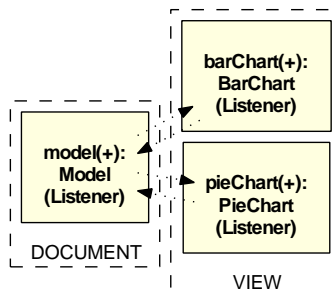 barChart(+):
BarChart
(Listener)
model(+):
Model
(Listener)
pieChart(+):
PieChart
(Listener)
DOCUMENT
VIEW